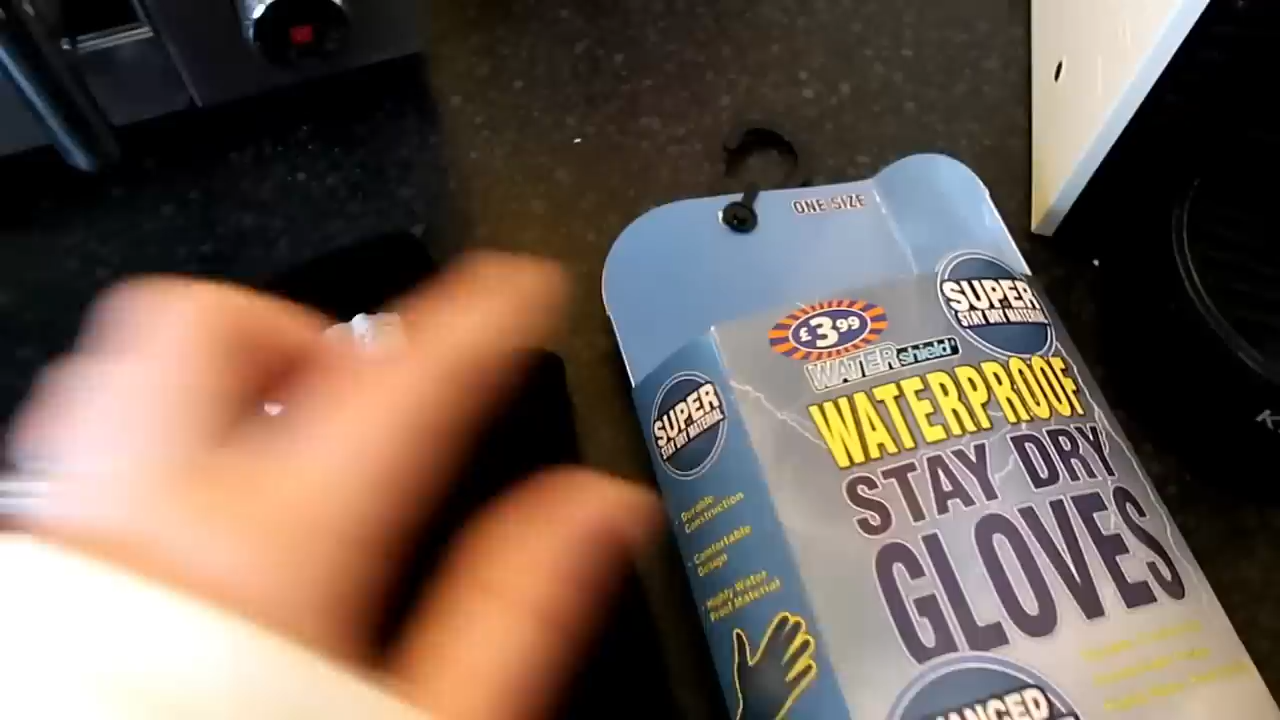 ONE SIZE
SUPER
STAY DRY MATERIAL
£3.99
WATERshield
WATERPROOF
STAY DRY
GLOVES
SUPER
STAY DRY MATERIAL
Durable
Construction
Comfortable
Design
Highly Water
Proof Material